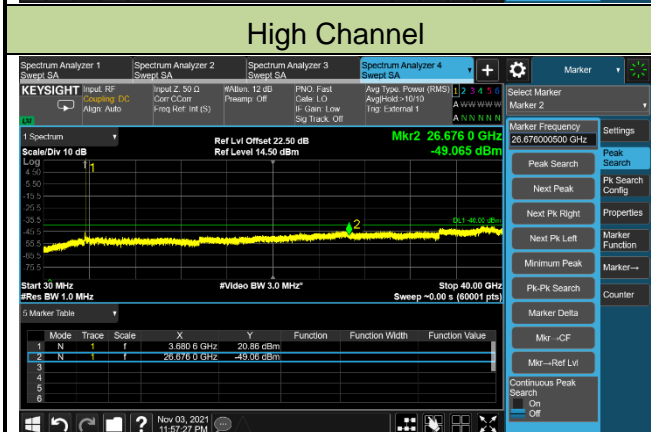 High Channel
Spectrum Analyzer 1
Swept SA
Spectrum Analyzer 2
Swept SA
Spectrum Analyzer 3
Swept SA
Spectrum Analyzer 4
Swept SA
+
Marker
KEYSIGHT
Input: RF
Coupling: DC
Align: Auto
Input Z: 50 Ω
Corr CCorr
Freq Ref: Int (S)
#Atten: 12 dB
Preamp: Off
PNO: Fast
Gate: LO
IF Gain: Low
Sig Track: Off
Avg Type: Power (RMS)
Avg|Hold:>10/10
Trig: External 1
1 2 3 4 5 6
A W W W W W
A N N N N N
LXI
Select Marker
Marker 2
1 Spectrum
Scale/Div 10 dB
Ref Lvl Offset 22.50 dB
Ref Level 14.50 dBm
Mkr2 26.676 0 GHz
-49.065 dBm
Marker Frequency
26.676000500 GHz
Settings
Peak Search
Next Peak
Next Pk Right
Next Pk Left
Minimum Peak
Pk-Pk Search
Marker Delta
Mkr→CF
Mkr→Ref Lvl
Continuous Peak Search
On
Off
Peak Search
Pk Search Config
Properties
Marker Function
Marker→
Counter
Log
4.50
-5.50
-15.5
-25.5
-35.5
-45.5
-55.5
-65.5
-75.5
1
2
DL1 -40.00 dBm
Start 30 MHz
#Res BW 1.0 MHz
#Video BW 3.0 MHz*
Stop 40.00 GHz
Sweep ~0.00 s (60001 pts)
5 Marker Table
Mode Trace Scale X Y Function Function Width Function Value
1 N 1 f 3.680 6 GHz 20.86 dBm
2 N 1 f 26.676 0 GHz -49.06 dBm
3
4
5
6
?
Nov 03, 2021
11:57:27 PM